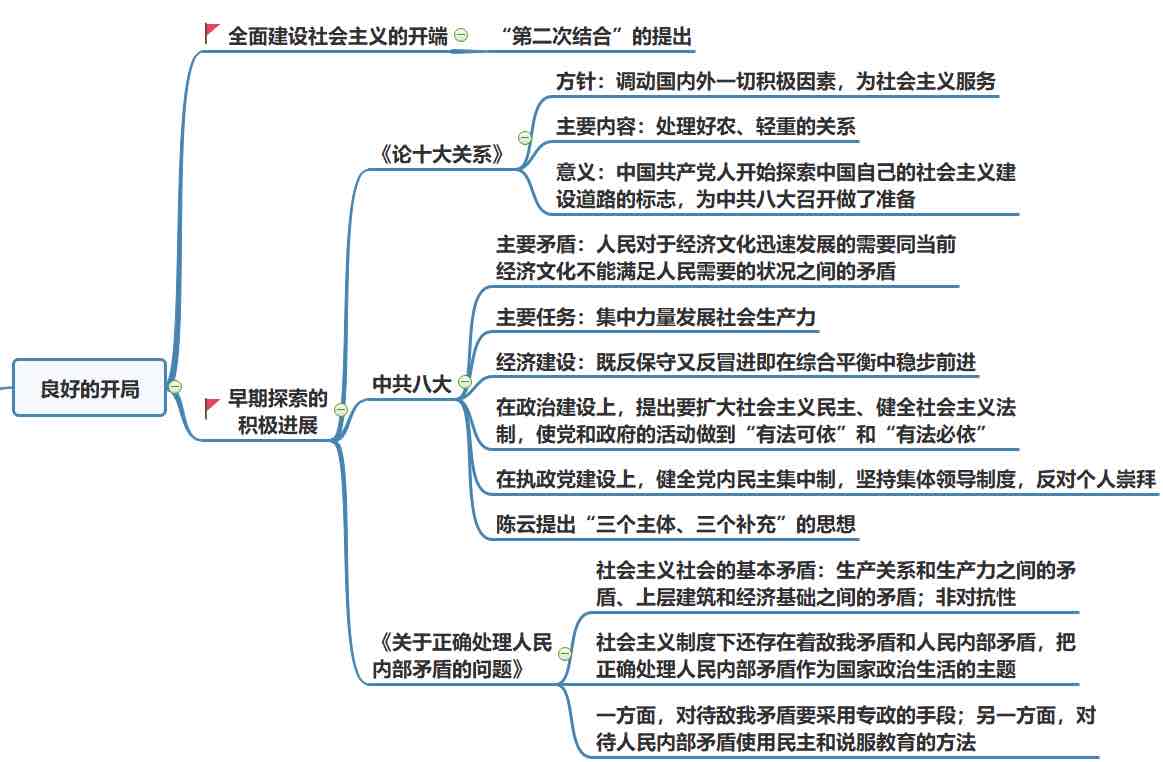 全面建设社会主义的开端
“第二次结合”的提出
方针：调动国内外一切积极因素，为社会主义服务
主要内容：处理好农、轻重的关系
《论十大关系》
意义：中国共产党人开始探索中国自己的社会主义建
设道路的标志，为中共八大召开做了准备
主要矛盾：人民对于经济文化迅速发展的需要同当前
经济文化不能满足人民需要的状况之间的矛盾
主要任务：集中力量发展社会生产力
经济建设：既反保守又反冒进即在综合平衡中稳步前进
良好的开局
早期探索的
积极进展
中共八大
在政治建设上，提出要扩大社会主义民主、健全社会主义法
制，使党和政府的活动做到“有法可依”和“有法必依”
在执政党建设上，健全党内民主集中制，坚持集体领导制度，反对个人崇拜
陈云提出“三个主体、三个补充”的思想
社会主义社会的基本矛盾：生产关系和生产力之间的矛
盾、上层建筑和经济基础之间的矛盾；非对抗性
《关于正确处理人民
内部矛盾的问题》
社会主义制度下还存在着敌我矛盾和人民内部矛盾，把
正确处理人民内部矛盾作为国家政治生活的主题
一方面，对待敌我矛盾要采用专政的手段；另一方面，对
待人民内部矛盾使用民主和说服教育的方法